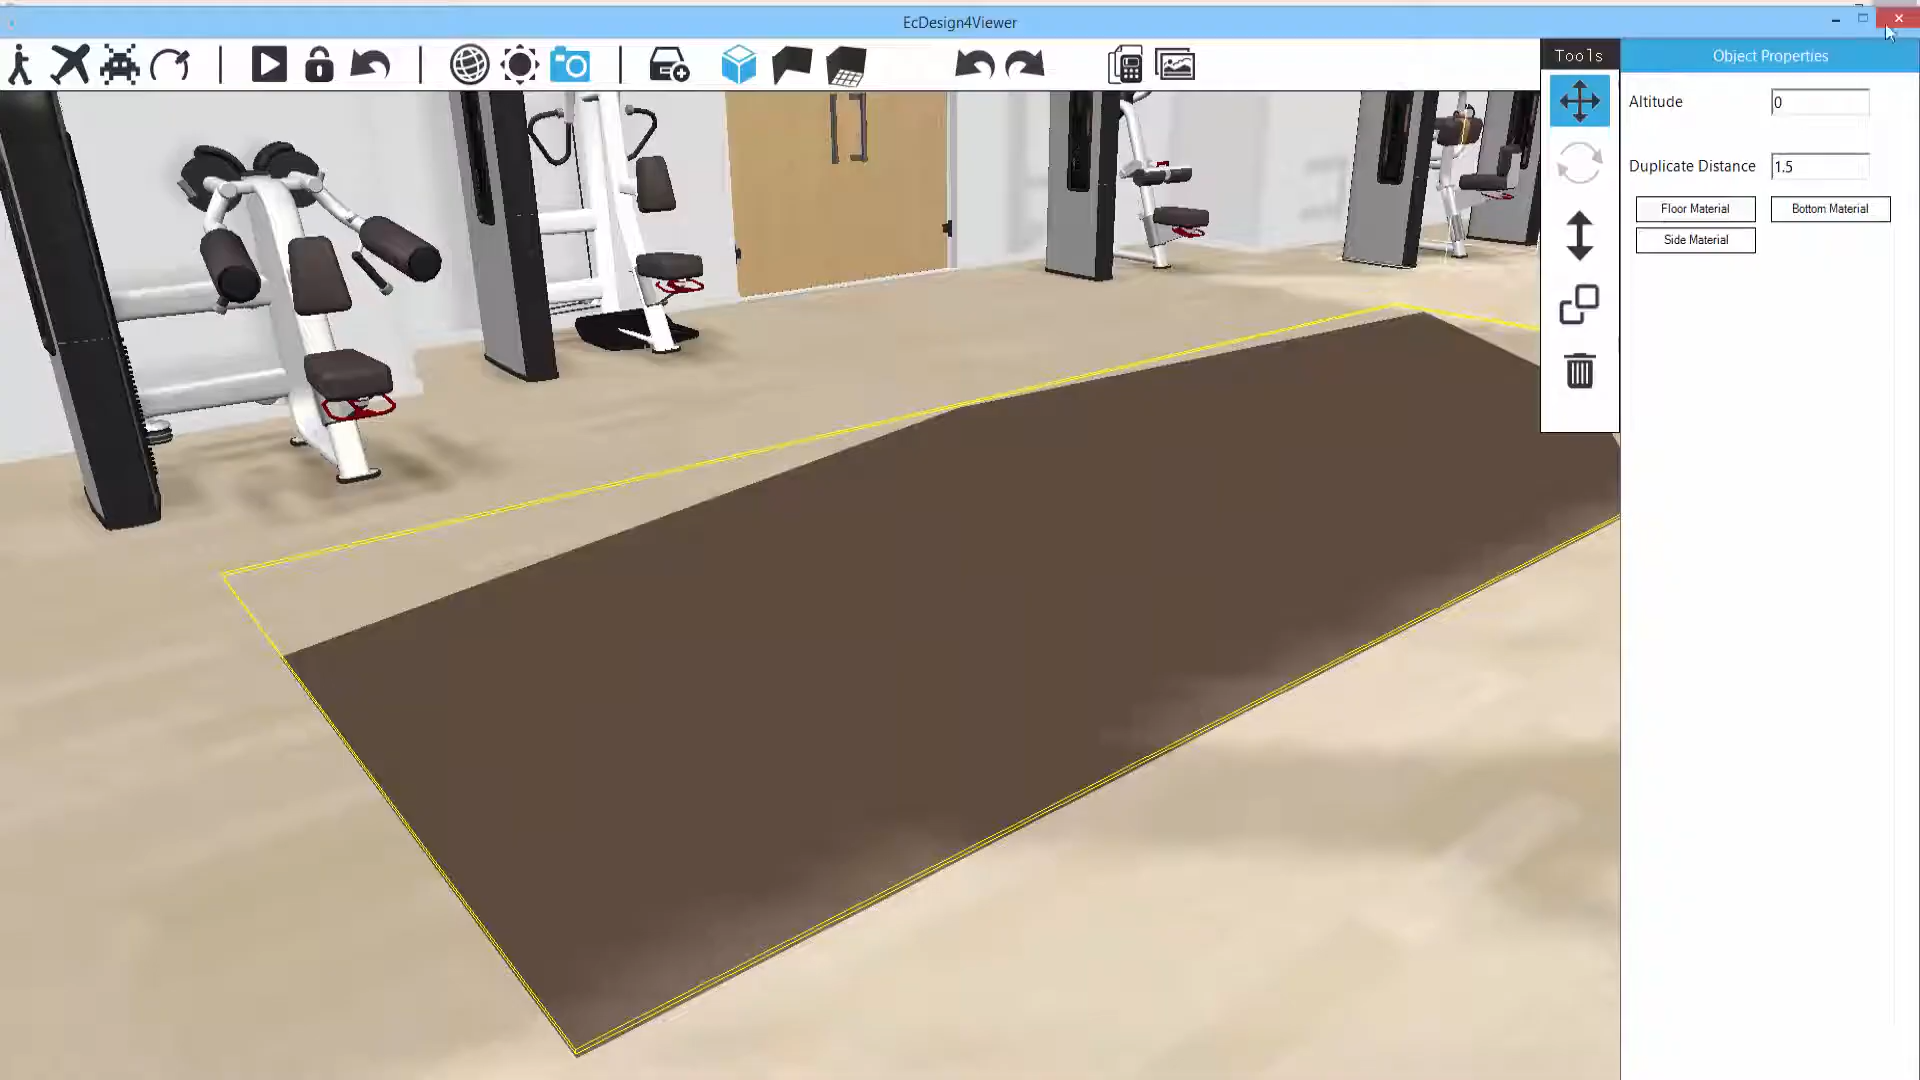 EcDesign4Viewer
Tools
Object Properties
Altitude
0
Duplicate Distance
1.5
Floor Material
Bottom Material
Side Material